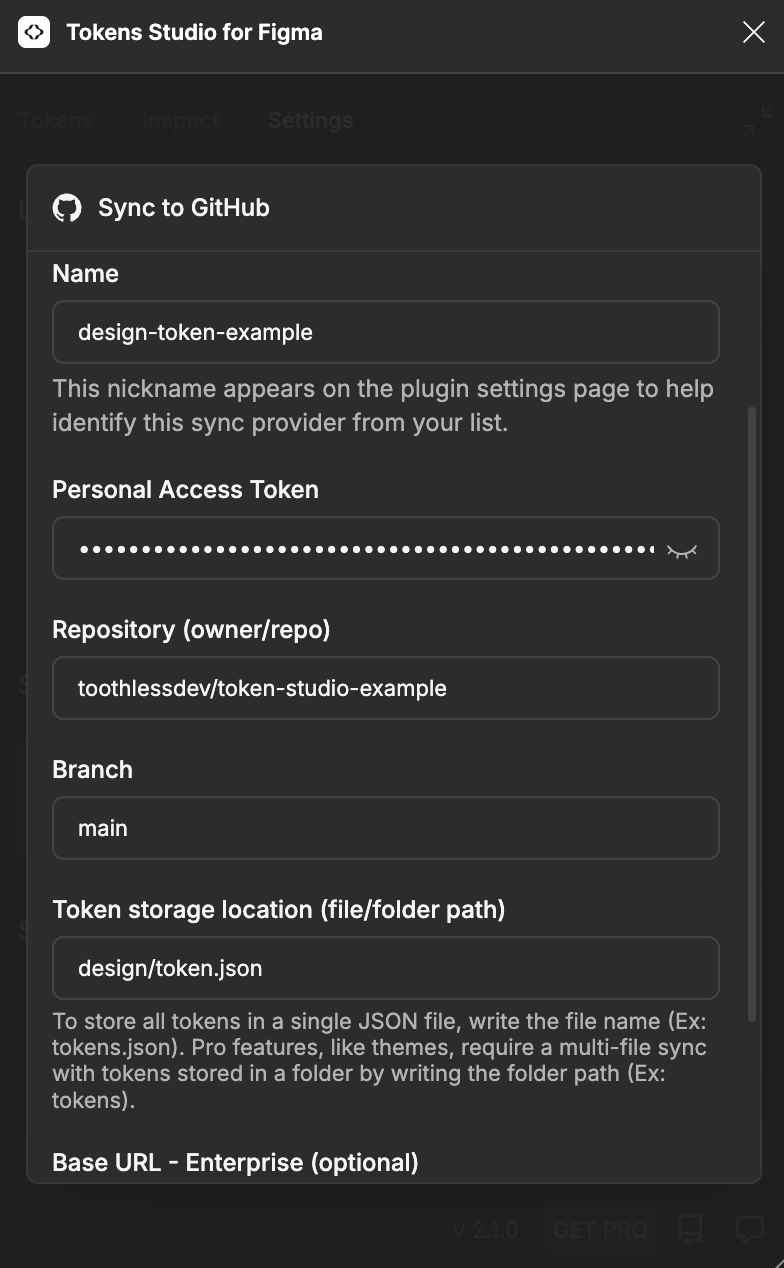 Tokens Studio for Figma
Tokens Inspect Settings
Sync to GitHub
Name
design-token-example
This nickname appears on the plugin settings page to help
identify this sync provider from your list.
Personal Access Token
Repository (owner/repo)
toothlessdev/token-studio-example
Branch
main
Token storage location (file/folder path)
design/token.json
To store all tokens in a single JSON file, write the file name (Ex:
tokens.json). Pro features, like themes, require a multi-file sync
with tokens stored in a folder by writing the folder path (Ex:
tokens).
Base URL - Enterprise (optional)
V 2.1.0 GET PRO